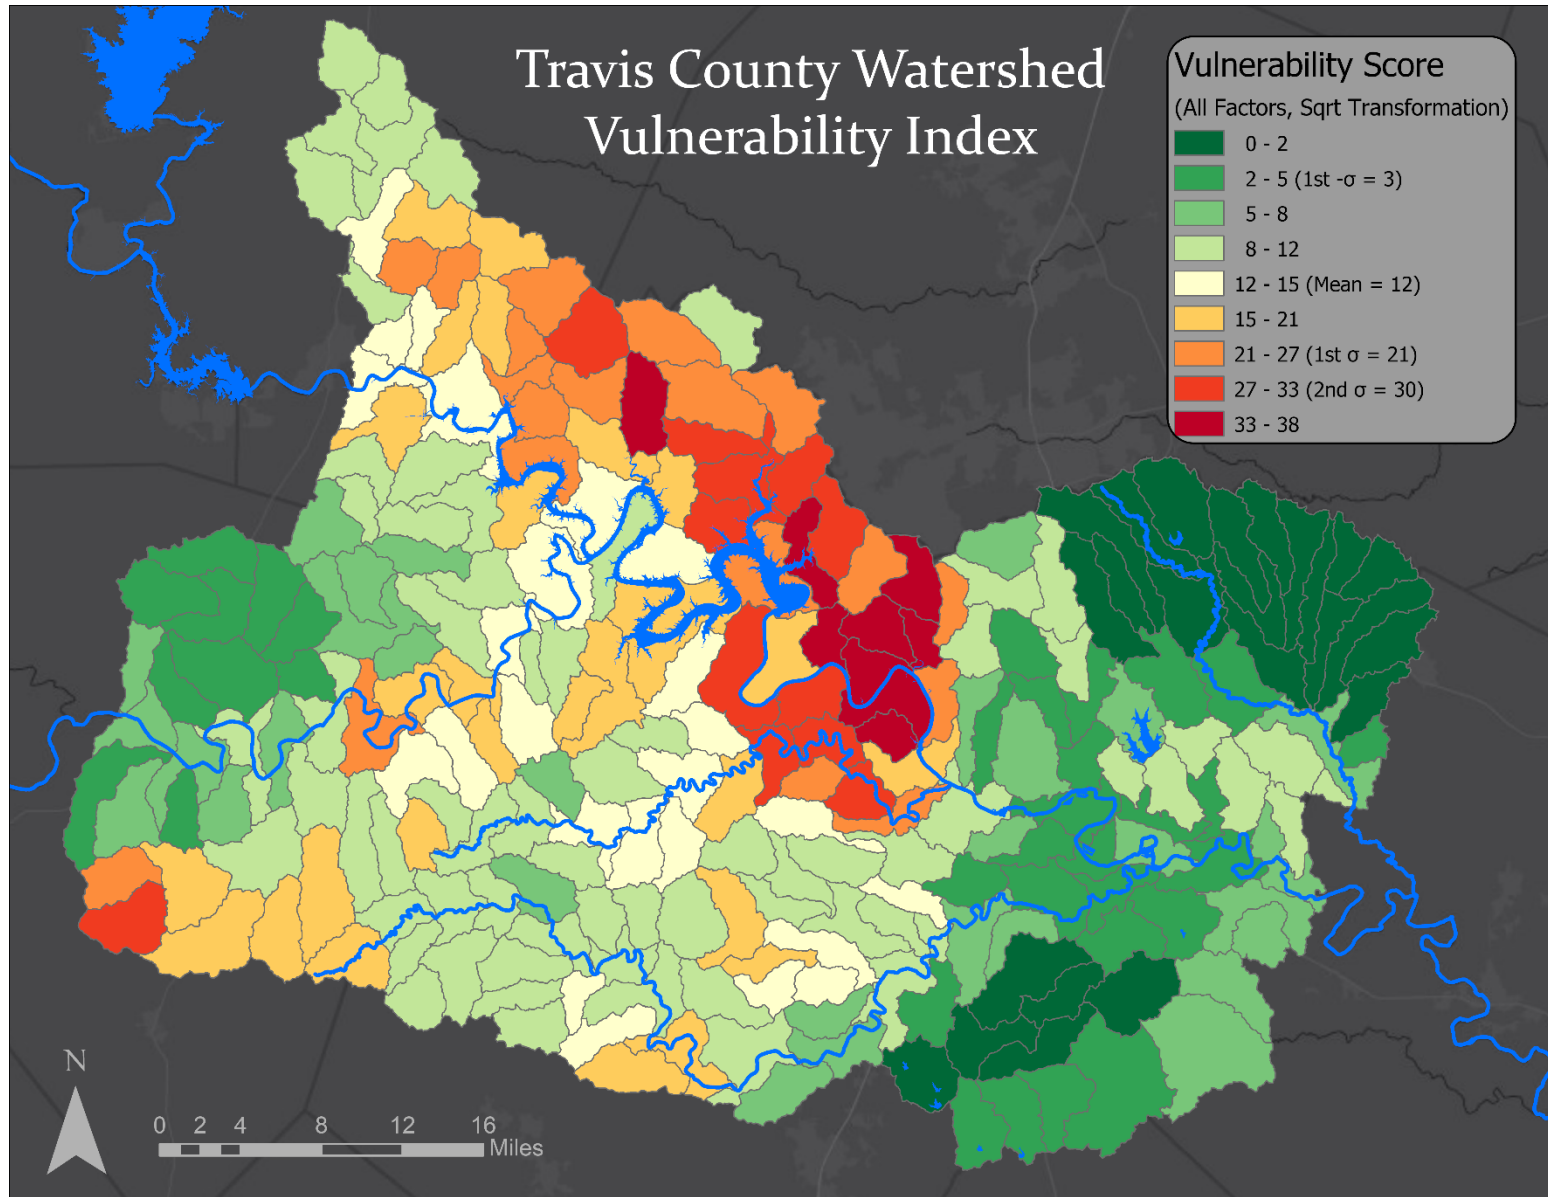 Travis County Watershed
Vulnerability Index
Vulnerability Score
(All Factors, Sqrt Transformation)
0 - 2
2 - 5 (1st -σ = 3)
5 - 8
8 - 12
12 - 15 (Mean = 12)
15 - 21
21 - 27 (1st σ = 21)
27 - 33 (2nd σ = 30)
33 - 38
N
0 2 4 8 12 16
Miles